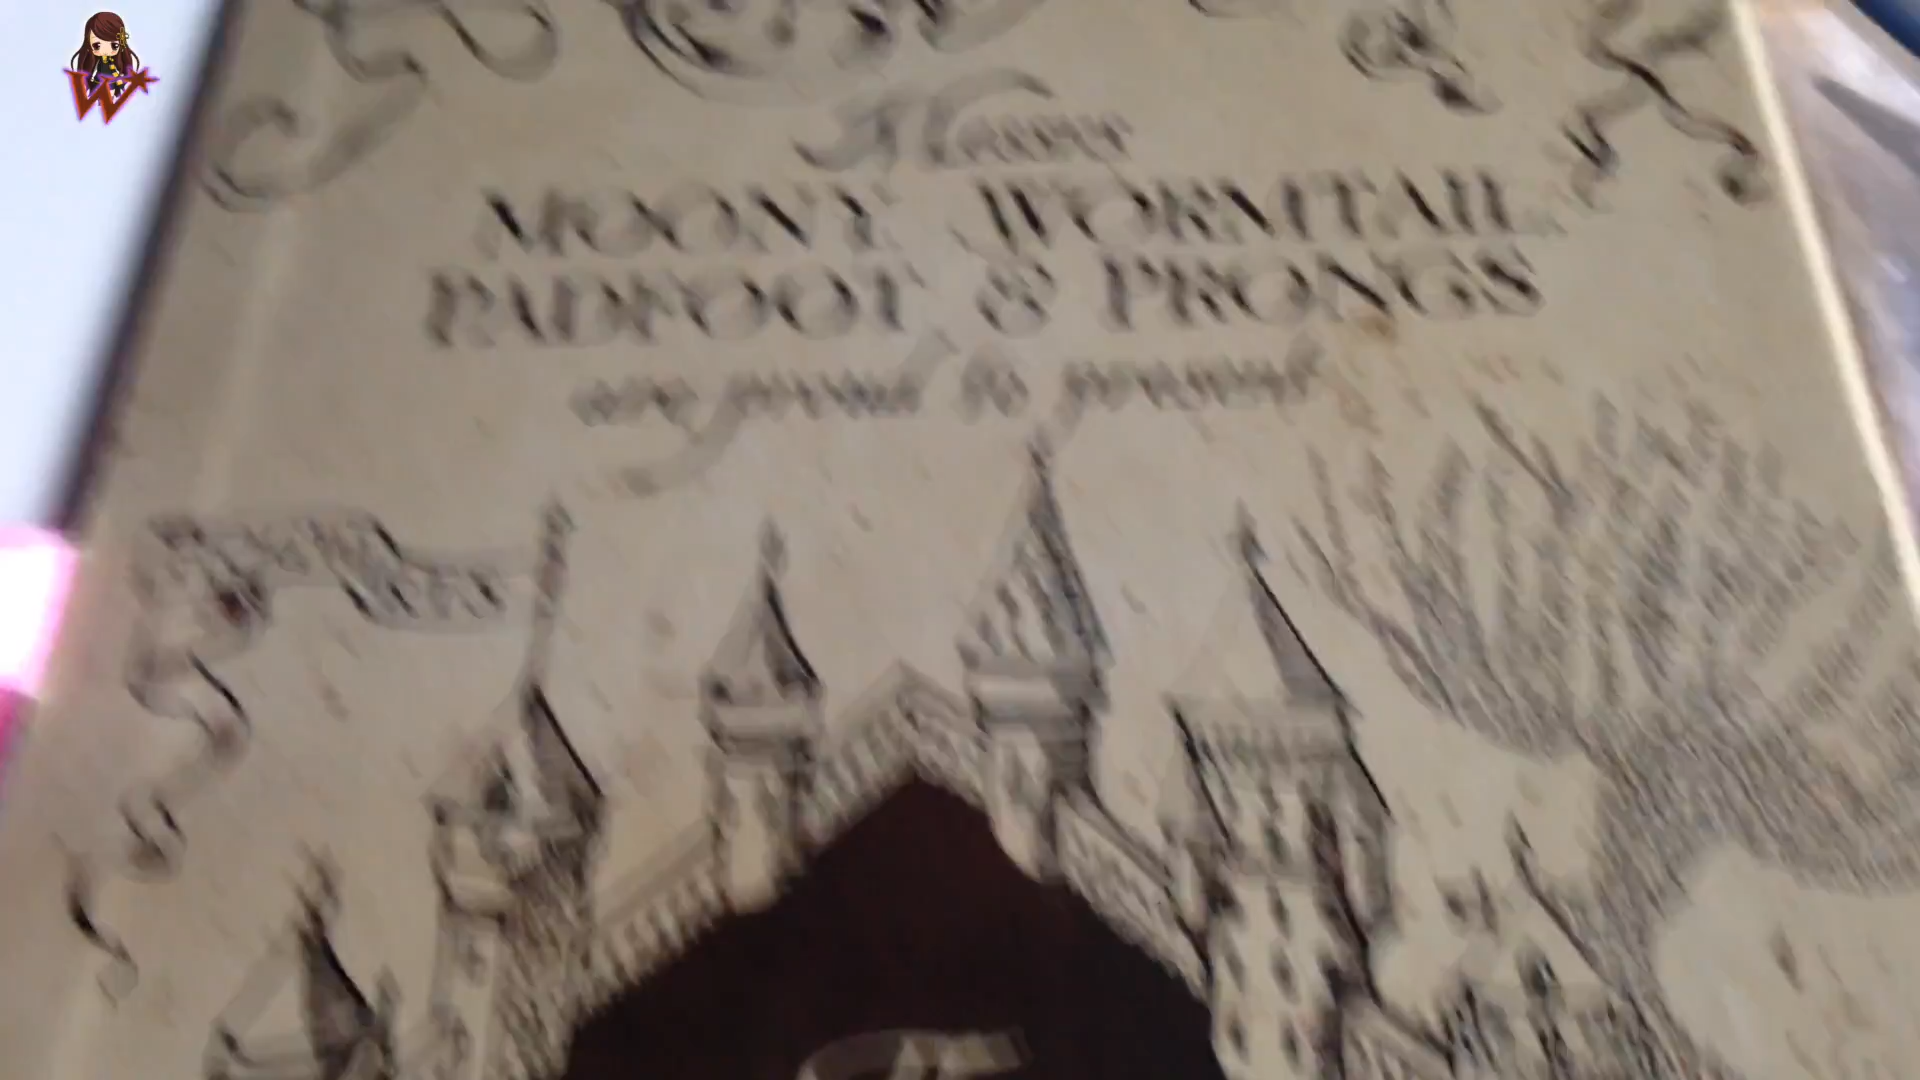 W
Messrs
MOONY, WORMTAIL
PADFOOT & PRONGS
are proud to present